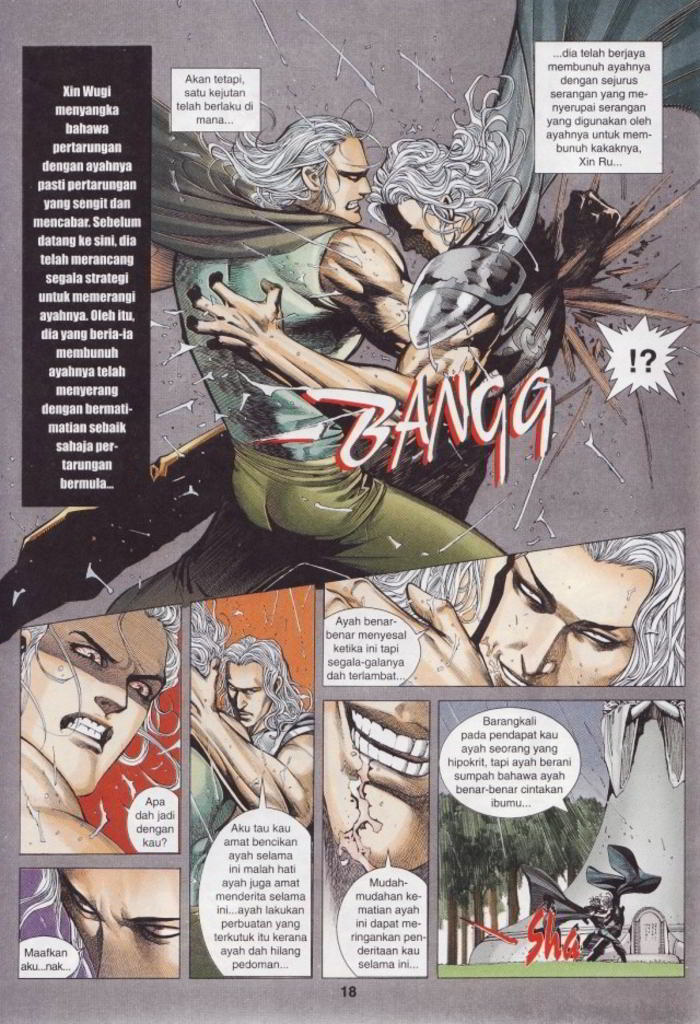 Xin Wugi
menyangka
bahawa
pertarungan
dengan ayahnya
pasti pertarungan
yang sengit dan
mencabar. Sebelum
datang ke sini, dia
telah merancang
segala strategi
untuk memerangi
ayahnya. Oleh itu,
dia yang beria-ia
membunuh
ayahnya telah
menyerang
dengan bermati-
matian sebaik
sahaja per-
tarungan
bermula...
Akan tetapi,
satu kejutan
telah berlaku di
mana...
...dia telah berjaya
membunuh ayahnya
dengan sejurus
serangan yang me-
nyerupai serangan
yang digunakan oleh
ayahnya untuk mem-
bunuh kakaknya,
Xin Ru...
!?
BANGG
Apa
dah jadi
dengan
kau?
Maafkan
aku...nak...
Aku tau kau
amat bencikan
ayah selama
ini malah hati
ayah juga amat
menderita selama
ini...ayah lakukan
perbuatan yang
terkutuk itu kerana
ayah dah hilang
pedoman...
Ayah benar-
benar menyesal
ketika ini tapi
segala-galanya
dah terlambat...
Mudah-
mudahan ke-
matian ayah
ini dapat me-
ringankan pen-
deritaan kau
selama ini...
Barangkali
pada pendapat kau
ayah seorang yang
hipokrit, tapi ayah berani
sumpah bahawa ayah
benar-benar cintakan
ibumu...
Sha
18